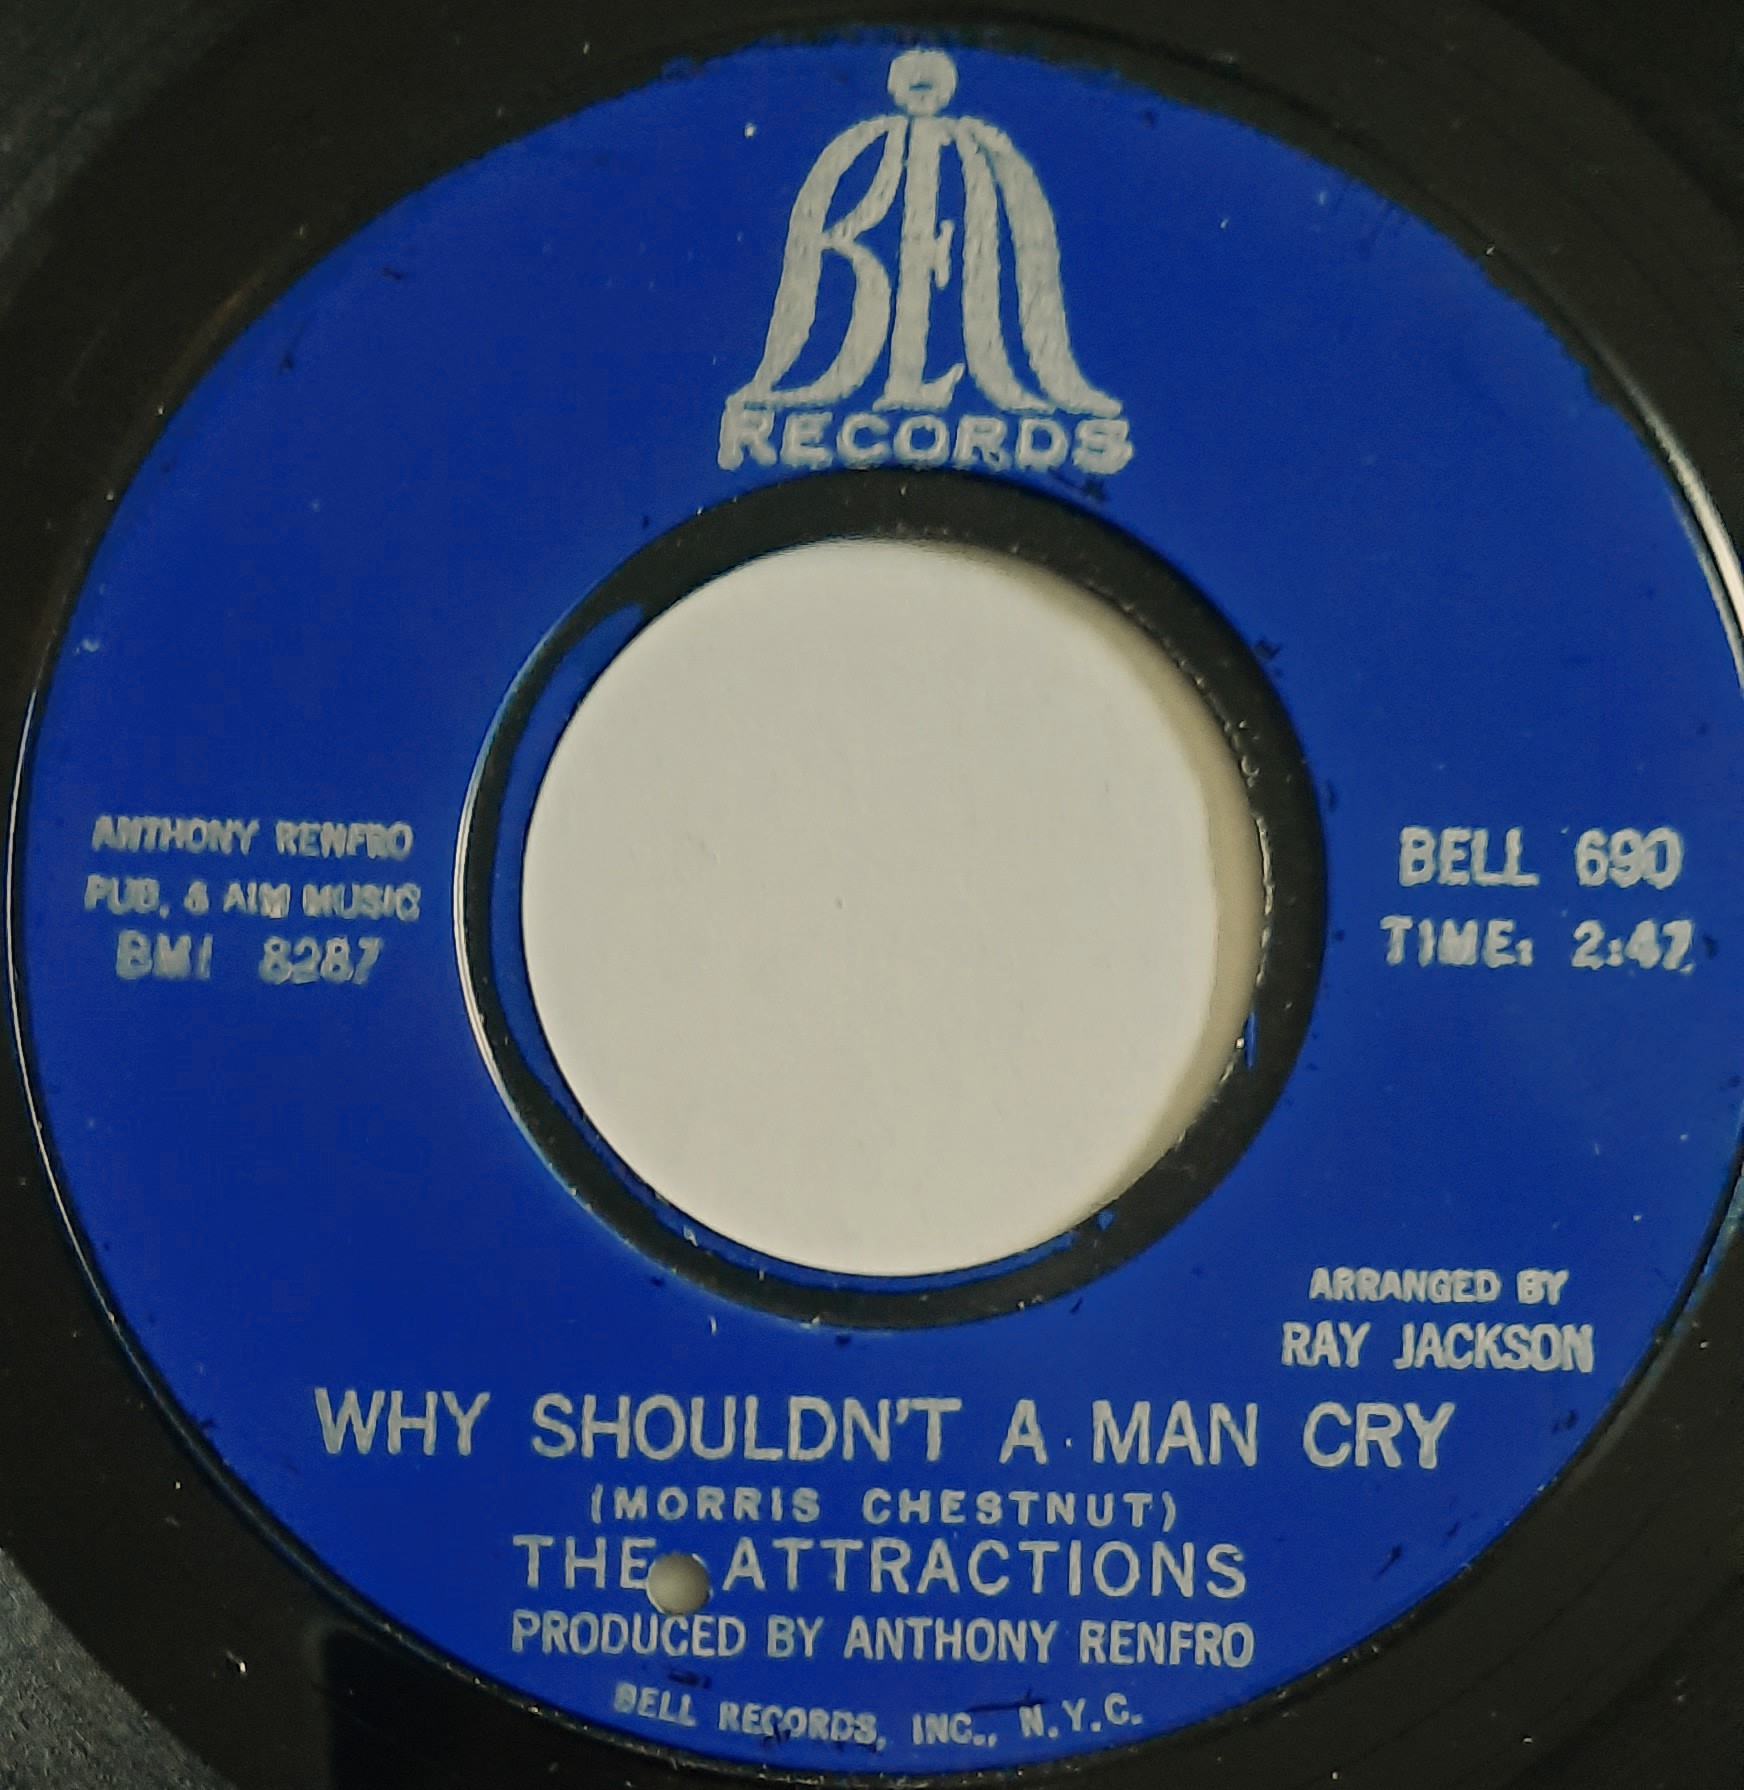 BELL
RECORDS
ANTHONY RENFRO
PUB. & AIM MUSIC
BMI 8287
BELL 690
TIME: 2:47
ARRANGED BY
RAY JACKSON
WHY SHOULDN'T A MAN CRY
(MORRIS CHESTNUT)
THE ATTRACTIONS
PRODUCED BY ANTHONY RENFRO
BELL RECORDS, INC., N.Y.C.